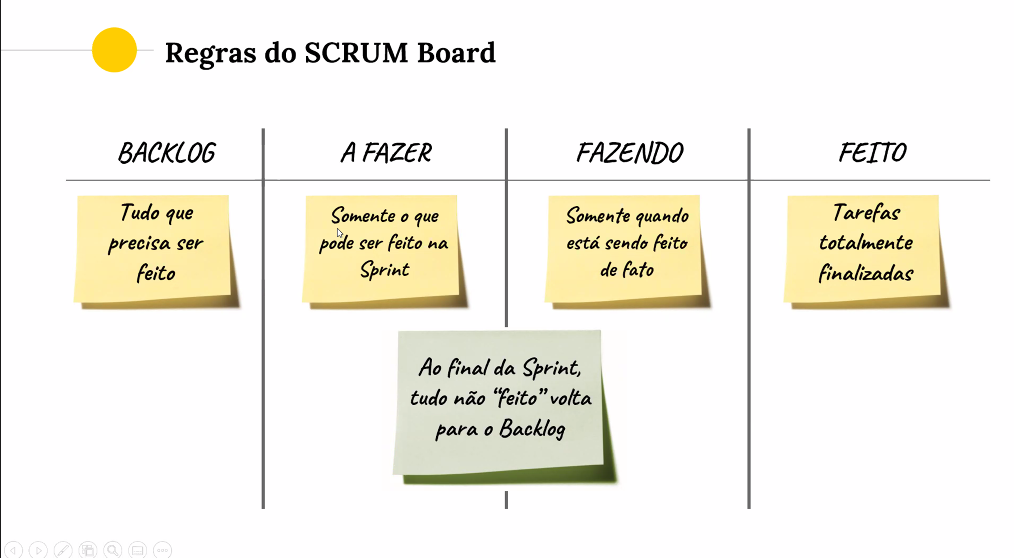 Regras do SCRUM Board
BACKLOG
A FAZER
FAZENDO
FEITO
Tudo que
precisa ser
feito
Somente o que
pode ser feito na
Sprint
Somente quando
está sendo feito
de fato
Tarefas
totalmente
finalizadas
Ao final da Sprint,
tudo não “feito” volta
para o Backlog